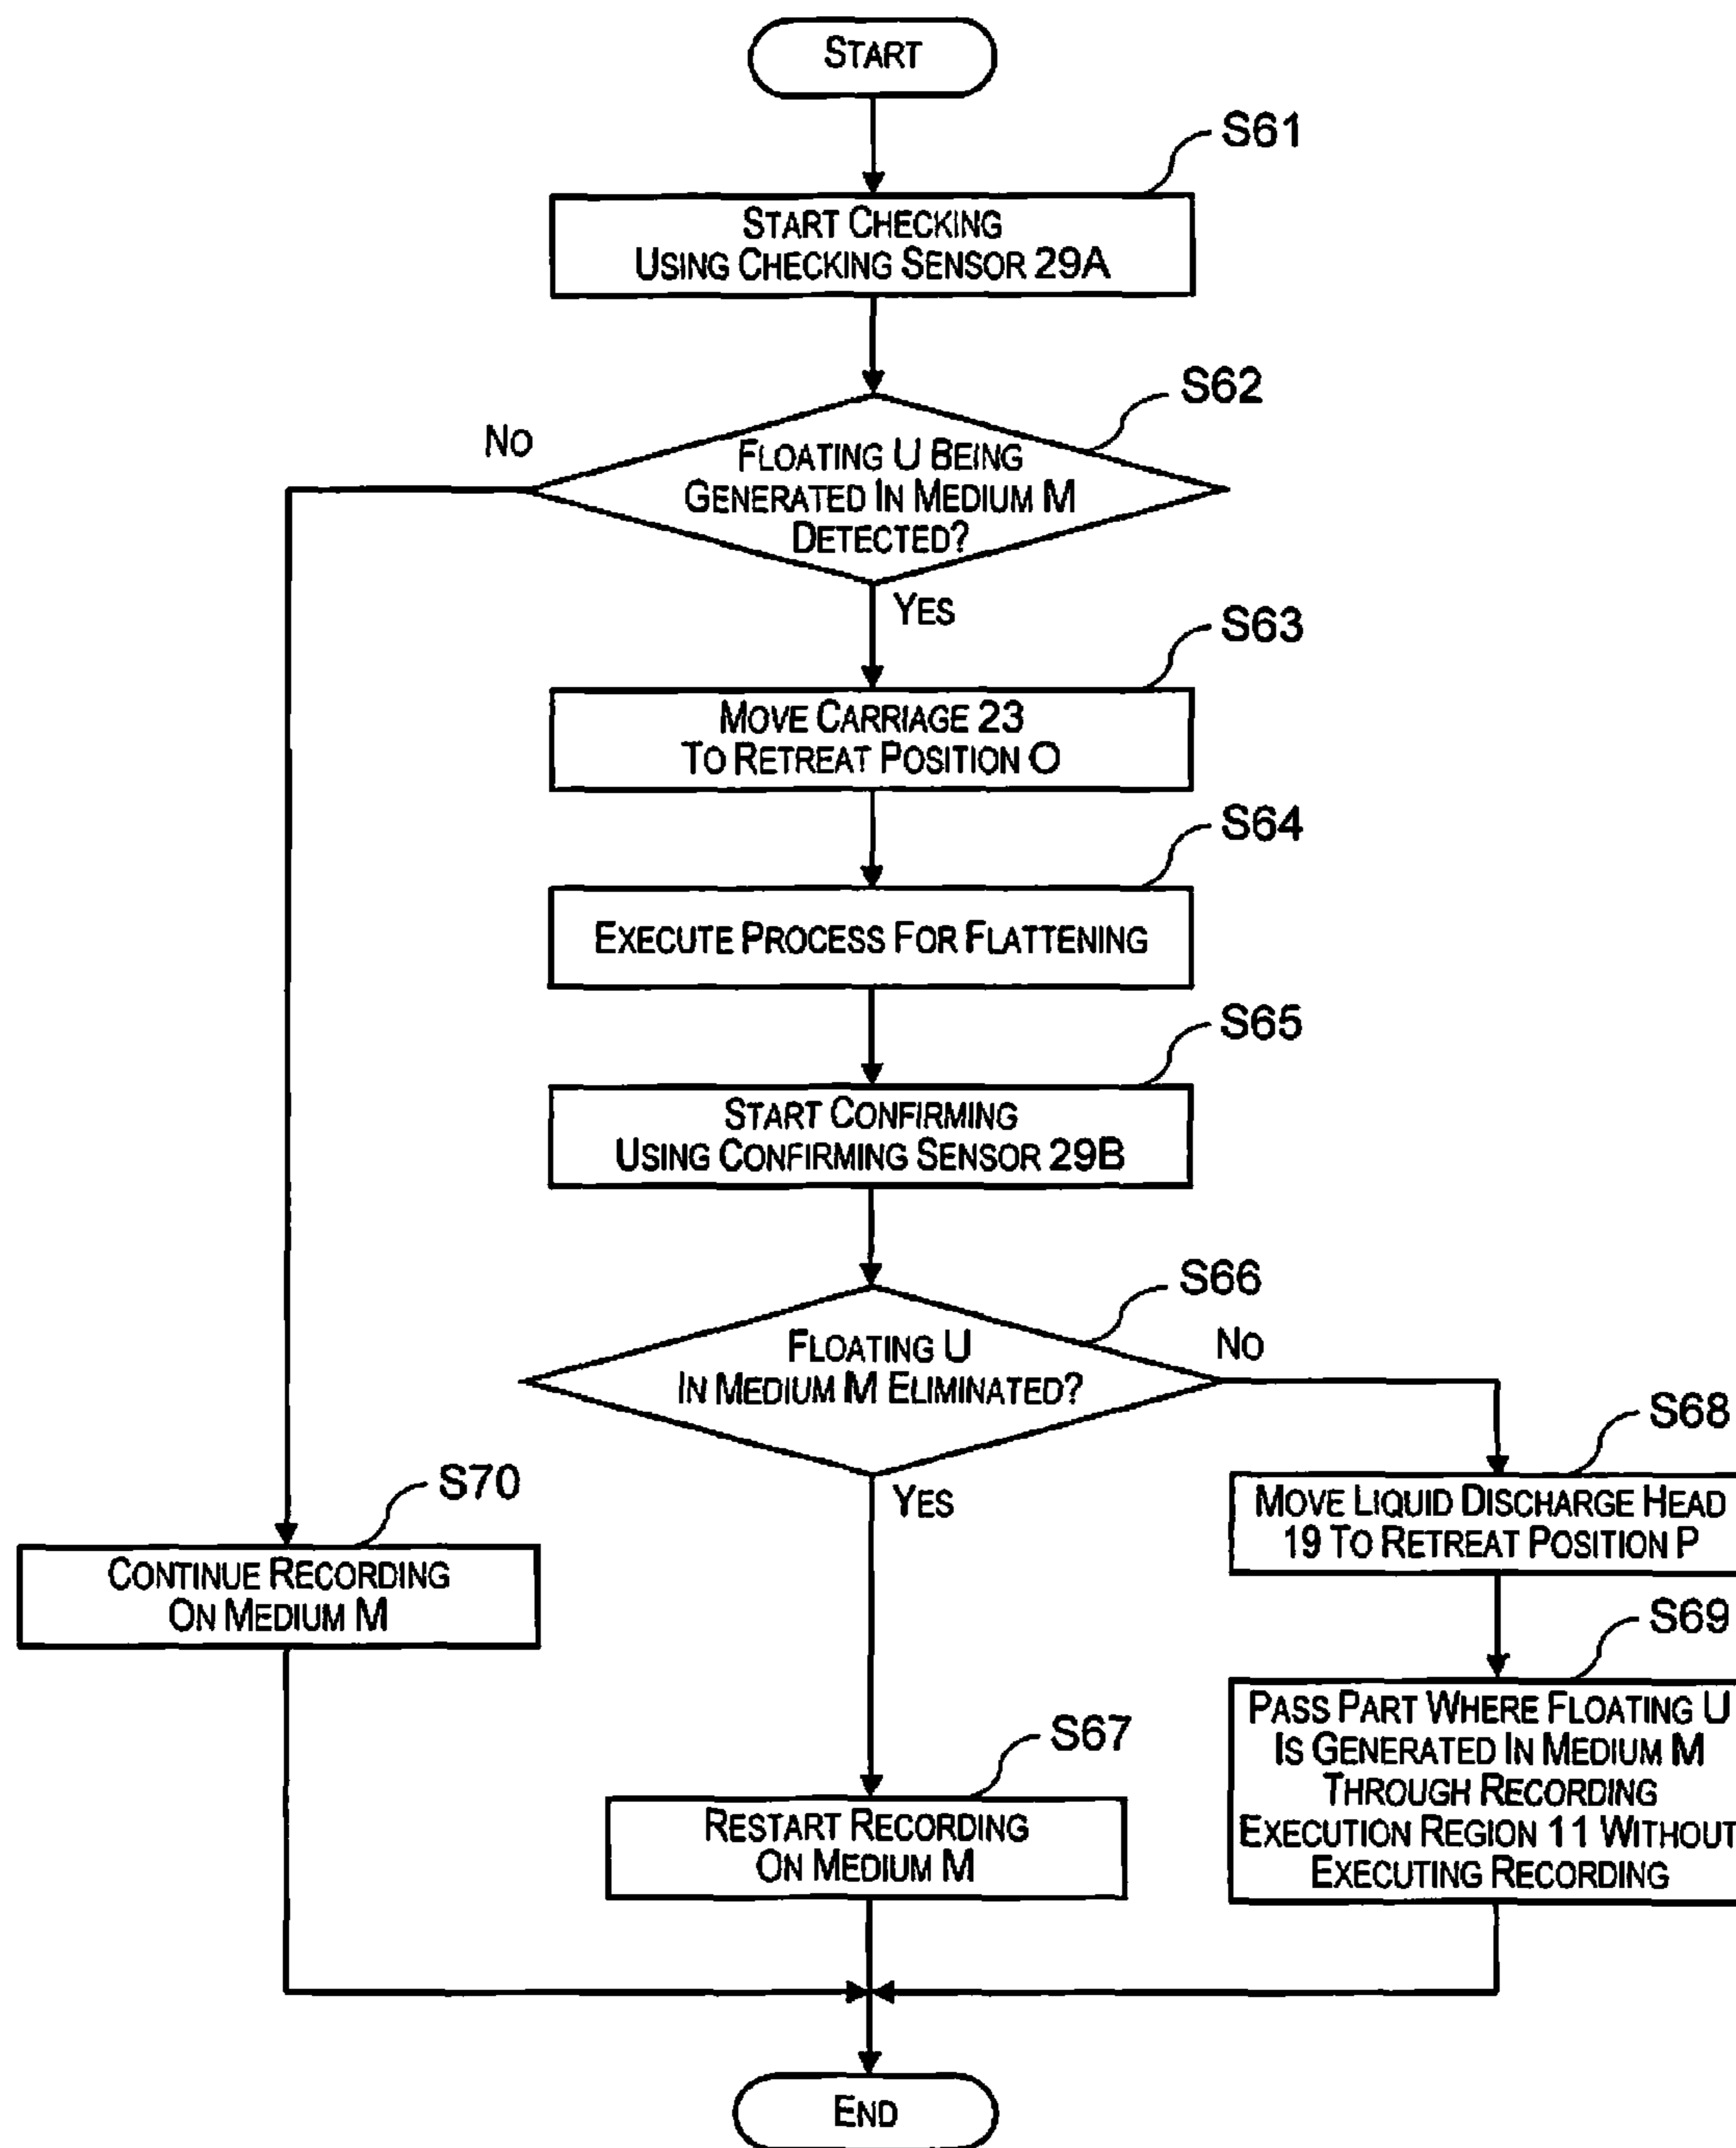 START
S61
START CHECKING
USING CHECKING SENSOR 29A
S62
NO
FLOATING U BEING
GENERATED IN MEDIUM M
DETECTED?
YES
S63
MOVE CARRIAGE 23
TO RETREAT POSITION O
S64
EXECUTE PROCESS FOR FLATTENING
S65
START CONFIRMING
USING CONFIRMING SENSOR 29B
S66
FLOATING U
IN MEDIUM M ELIMINATED?
NO
YES
S68
MOVE LIQUID DISCHARGE HEAD
19 TO RETREAT POSITION P
S70
CONTINUE RECORDING
ON MEDIUM M
S69
PASS PART WHERE FLOATING U
IS GENERATED IN MEDIUM M
THROUGH RECORDING
EXECUTION REGION 11 WITHOUT
EXECUTING RECORDING
S67
RESTART RECORDING
ON MEDIUM M
END